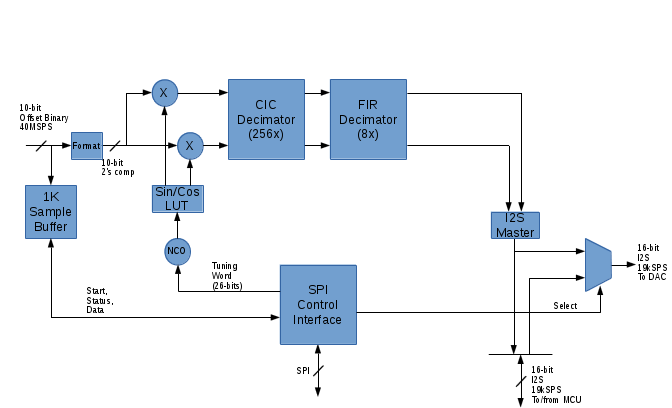 X
10-bit
Offset Binary
40MSPS
CIC
Decimator
(256x)
FIR
Decimator
(8x)
Format
X
10-bit
2's comp
1K
Sample
Buffer
Sin/Cos
LUT
I2S
Master
NCO
16-bit
I2S
19kSPS
To DAC
Tuning
Word
(26-bits)
SPI
Control
Interface
Start,
Status,
Data
Select
SPI
16-bit
I2S
19kSPS
To/from MCU